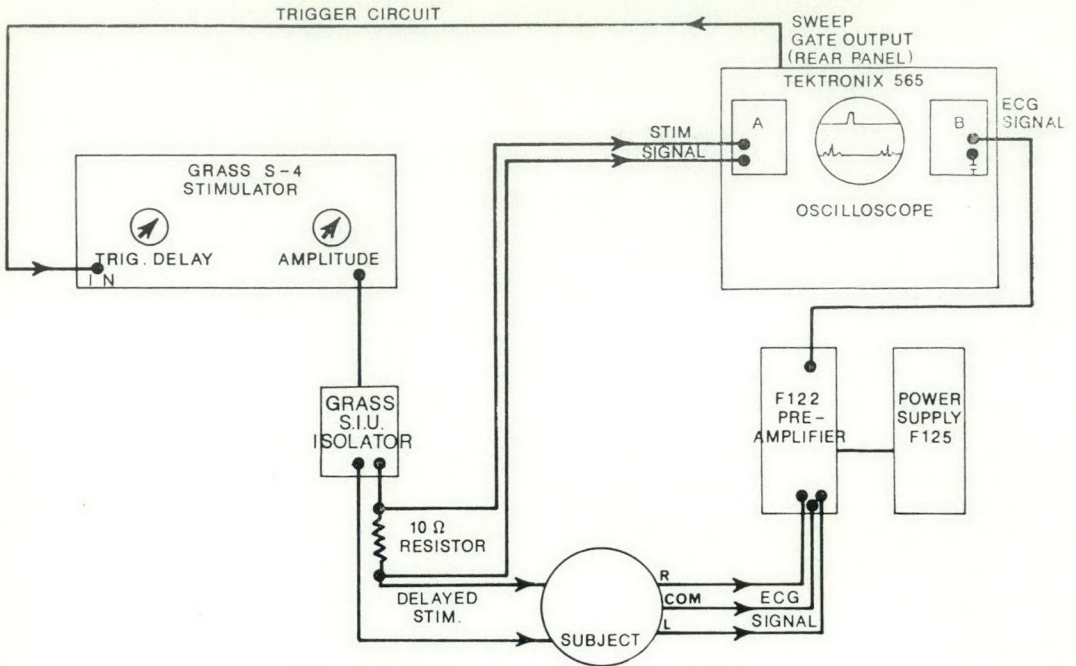 TRIGGER CIRCUIT
SWEEP
GATE OUTPUT
(REAR PANEL)
TEKTRONIX 565
A
B
ECG
SIGNAL
STIM.
SIGNAL
OSCILLOSCOPE
GRASS S-4
STIMULATOR
TRIG. DELAY
AMPLITUDE
IN
GRASS
S.I.U.
ISOLATOR
F122
PRE-
AMPLIFIER
POWER
SUPPLY
F125
10 Ω
RESISTOR
DELAYED
STIM.
SUBJECT
R
COM
L
ECG
SIGNAL